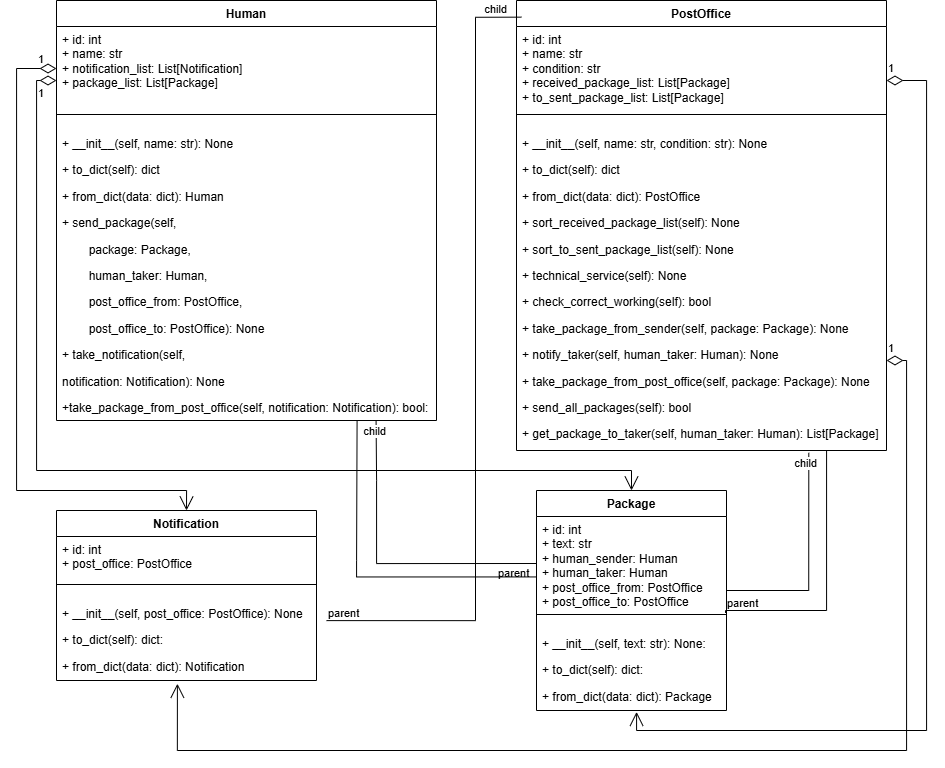 Human
+ id: int
+ name: str
+ notification_list: List[Notification]
+ package_list: List[Package]
+ __init__(self, name: str): None
+ to_dict(self): dict
+ from_dict(data: dict): Human
+ send_package(self,
package: Package,
human_taker: Human,
post_office_from: PostOffice,
post_office_to: PostOffice): None
+ take_notification(self,
notification: Notification): None
+take_package_from_post_office(self, notification: Notification): bool:
1
1
child
child
PostOffice
+ id: int
+ name: str
+ condition: str
+ received_package_list: List[Package]
+ to_sent_package_list: List[Package]
+ __init__(self, name: str, condition: str): None
+ to_dict(self): dict
+ from_dict(data: dict): PostOffice
+ sort_received_package_list(self): None
+ sort_to_sent_package_list(self): None
+ technical_service(self): None
+ check_correct_working(self): bool
+ take_package_from_sender(self, package: Package): None
+ notify_taker(self, human_taker: Human): None
+ take_package_from_post_office(self, package: Package): None
+ send_all_packages(self): bool
+ get_package_to_taker(self, human_taker: Human): List[Package]
1
1
child
Notification
+ id: int
+ post_office: PostOffice
+ __init__(self, post_office: PostOffice): None
+ to_dict(self): dict:
+ from_dict(data: dict): Notification
parent
parent
Package
+ id: int
+ text: str
+ human_sender: Human
+ human_taker: Human
+ post_office_from: PostOffice
+ post_office_to: PostOffice
+ __init__(self, text: str): None:
+ to_dict(self): dict:
+ from_dict(data: dict): Package
parent